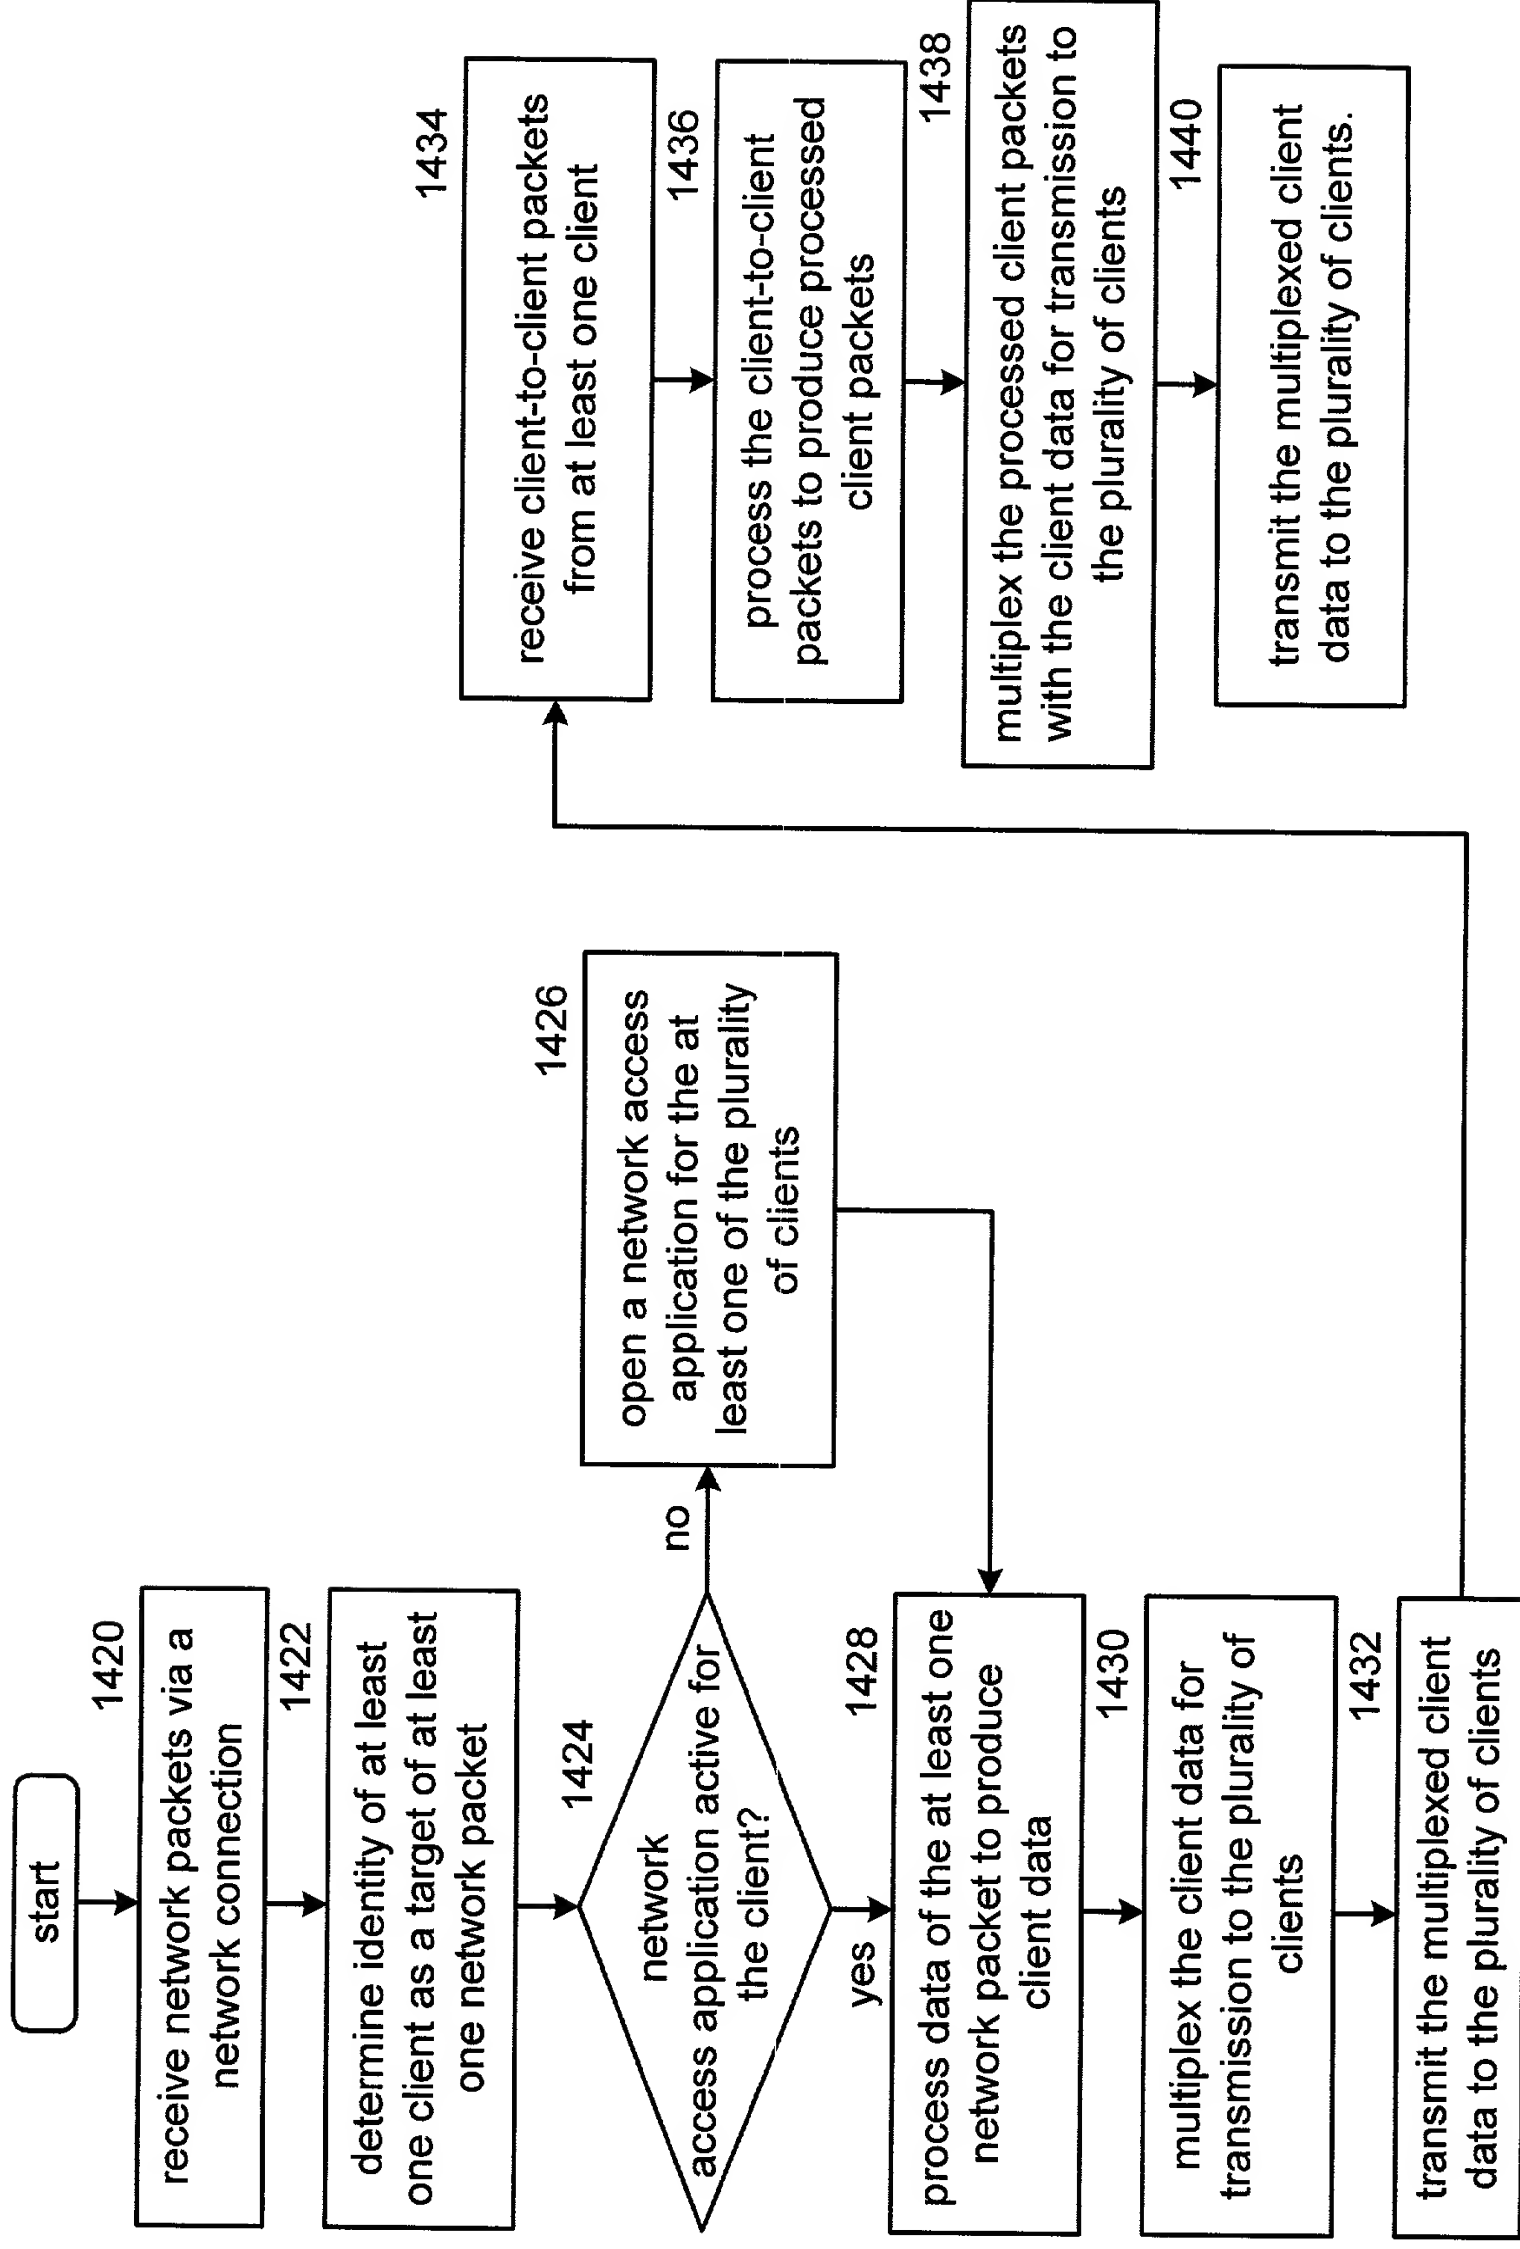 start
1420
receive network packets via a
network connection
1422
determine identity of at least
one client as a target of at least
one network packet
1424
network
access application active for
the client?
no
yes
1426
open a network access
application for the at
least one of the plurality
of clients
1428
process data of the at least one
network packet to produce
client data
1430
multiplex the client data for
transmission to the plurality of
clients
1432
transmit the multiplexed client
data to the plurality of clients
1434
receive client-to-client packets
from at least one client
1436
process the client-to-client
packets to produce processed
client packets
1438
multiplex the processed client packets
with the client data for transmission to
the plurality of clients
1440
transmit the multiplexed client
data to the plurality of clients.